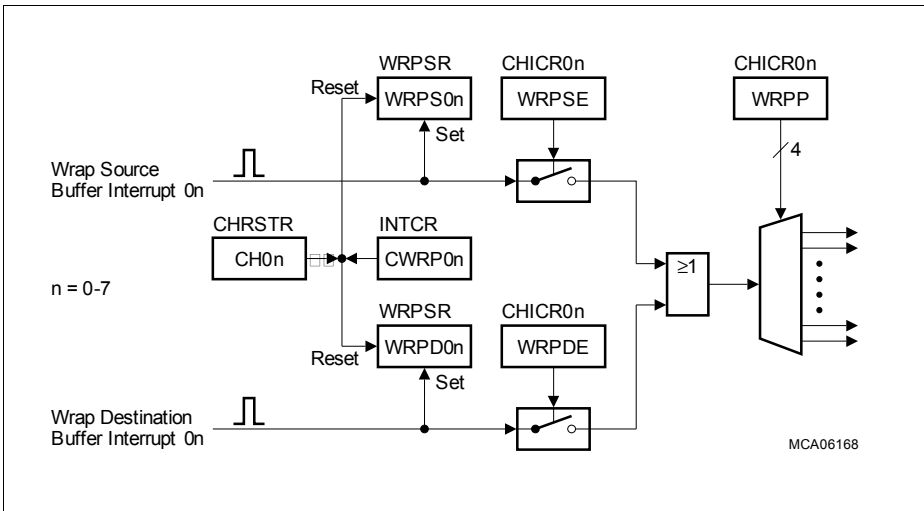 WRPSR
CHICR0n
CHICR0n
Reset
WRPS0n
WRPSE
WRPP
Set
4
Wrap Source
Buffer Interrupt 0n
CHRSTR
INTCR
CH0n
CWRP0n
≥1
n = 0-7
WRPSR
CHICR0n
Reset
WRPD0n
WRPDE
Set
Wrap Destination
Buffer Interrupt 0n
MCA06168